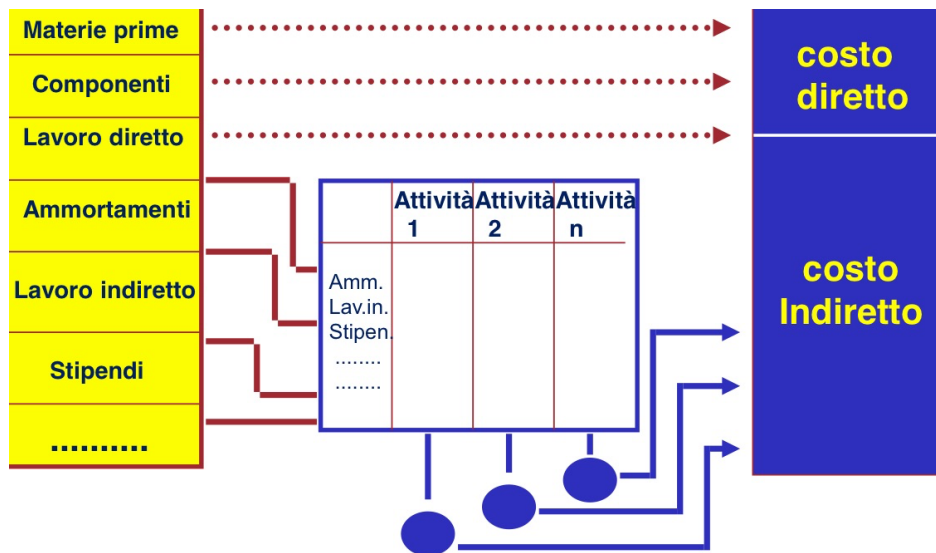 Materie prime
Componenti
Lavoro diretto
Ammortamenti
Lavoro indiretto
Stipendi
..........
Attività Attività Attività
1 2 n
Amm.
Lav.in.
Stipen.
........
........
costo
diretto
costo
Indiretto